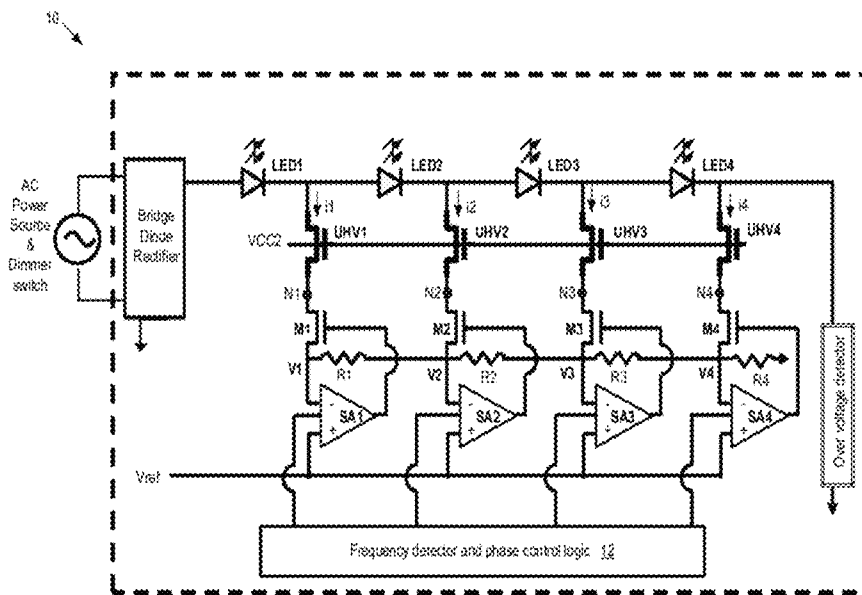 10
AC
Power
Source
&
Dimmer
switch
Bridge
Diode
Rectifier
LED1
LED2
LED3
LED4
i1
i2
i3
i4
VCC2
UHV1
UHV2
UHV3
UHV4
N1
N2
N3
N4
M1
M2
M3
M4
V1
R1
V2
R2
V3
R3
V4
R4
-
SA1
+
-
SA2
+
-
SA3
+
-
SA4
+
Over voltage detector
Vref
Frequency detector and phase control logic 12